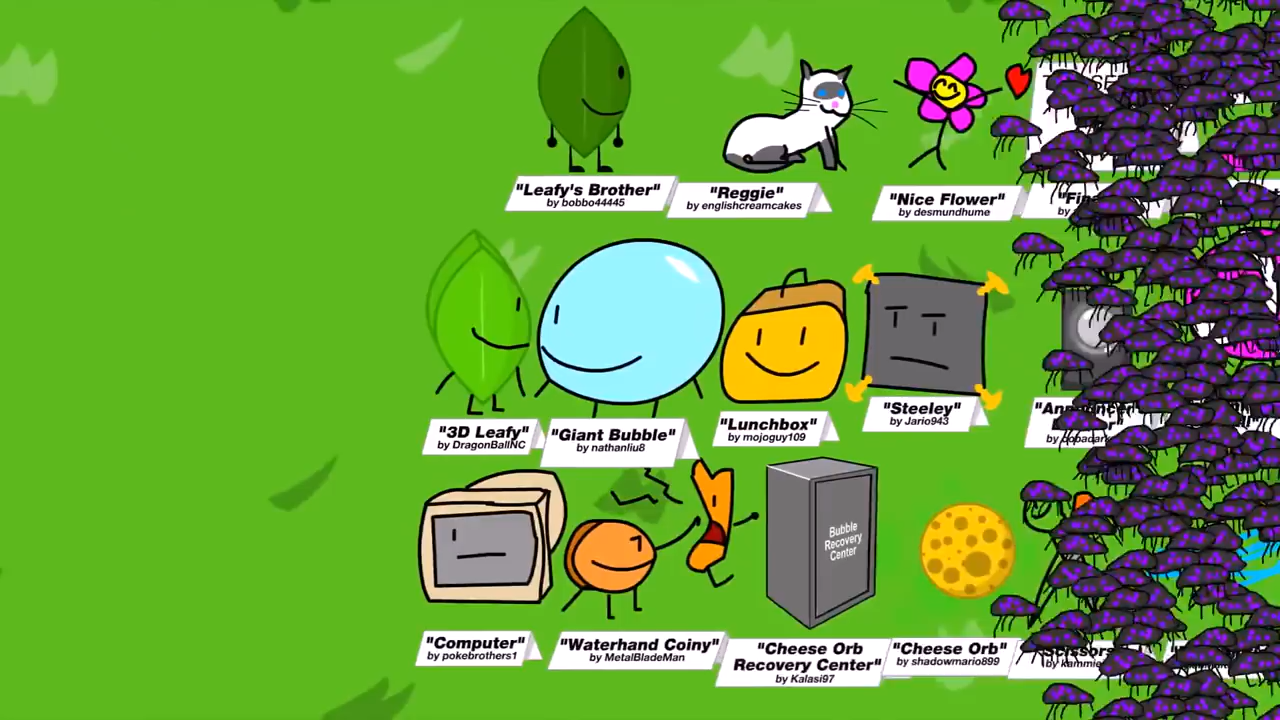 "Leafy's Brother"
by bobbo44445
"Reggie"
by englishcreamcakes
"Nice Flower"
by desmundhume
"3D Leafy"
by DragonBallNC
"Giant Bubble"
by nathanliu8
"Lunchbox"
by mojoguy109
"Steeley"
by Jario943
Bubble
Recovery
Center
"Computer"
by pokebrothers1
"Waterhand Coiny"
by MetalBladeMan
"Cheese Orb
Recovery Center"
by Kalasi97
"Cheese Orb"
by shadowmario899
Scissors